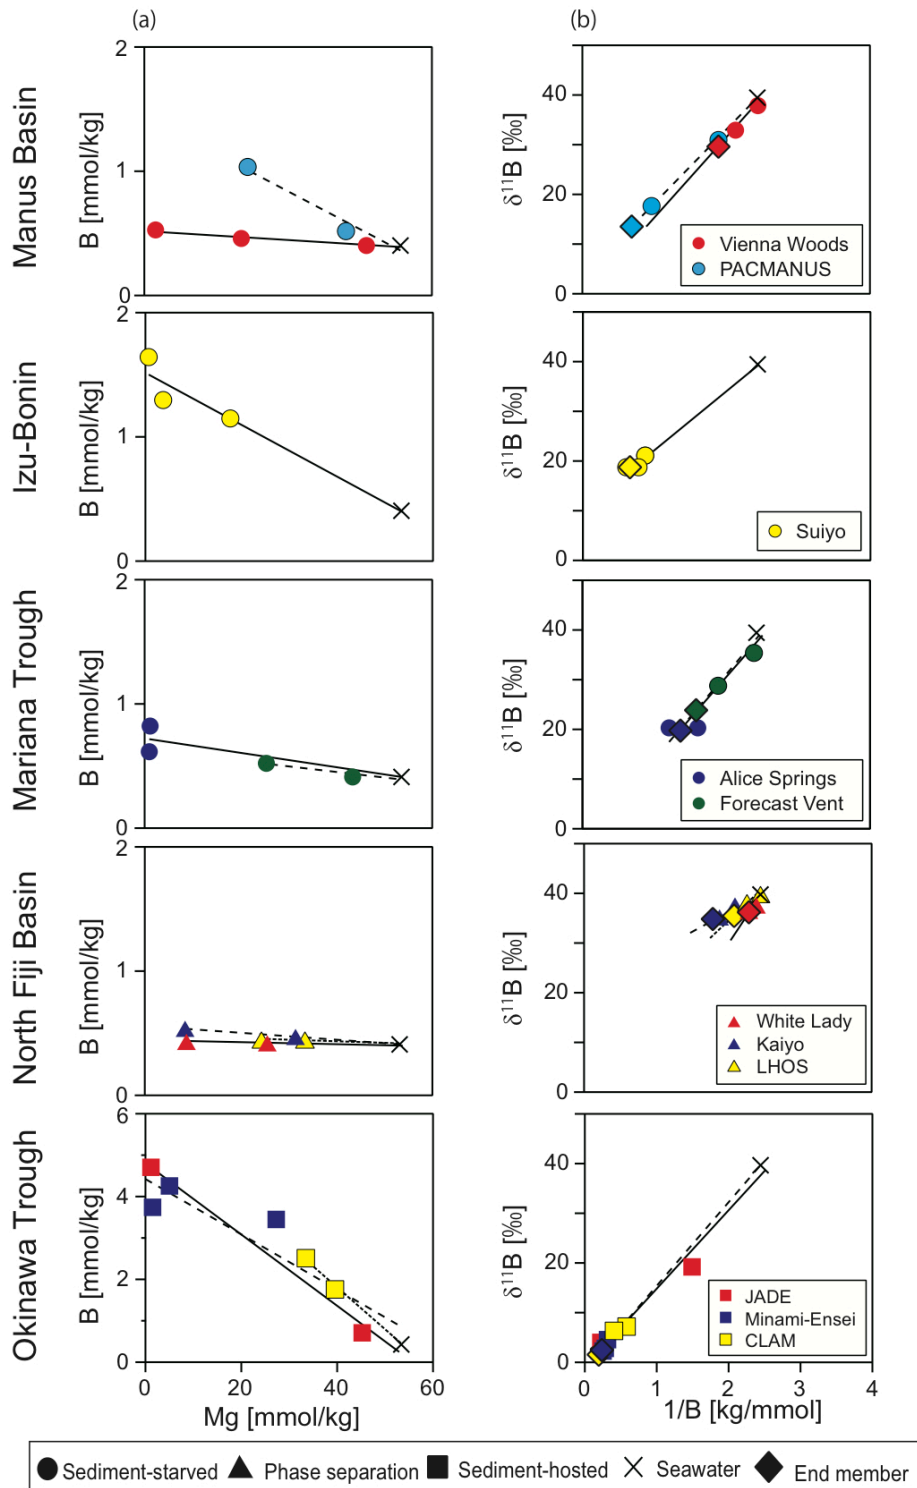 (a)
(b)
Manus Basin
B [mmol/kg]
2
1
0
δ¹¹B [‰]
40
20
0
Vienna Woods
PACMANUS
Izu-Bonin
B [mmol/kg]
2
1
0
δ¹¹B [‰]
40
20
0
Suiyo
Mariana Trough
B [mmol/kg]
2
1
0
δ¹¹B [‰]
40
20
0
Alice Springs
Forecast Vent
North Fiji Basin
B [mmol/kg]
2
1
0
δ¹¹B [‰]
40
20
0
White Lady
Kaiyo
LHOS
Okinawa Trough
B [mmol/kg]
6
4
2
0
0 20 40 60
Mg [mmol/kg]
δ¹¹B [‰]
40
20
0
JADE
Minami-Ensei
CLAM
0 1 2 3 4
1/B [kg/mmol]
Sediment-starved Phase separation Sediment-hosted Seawater End member